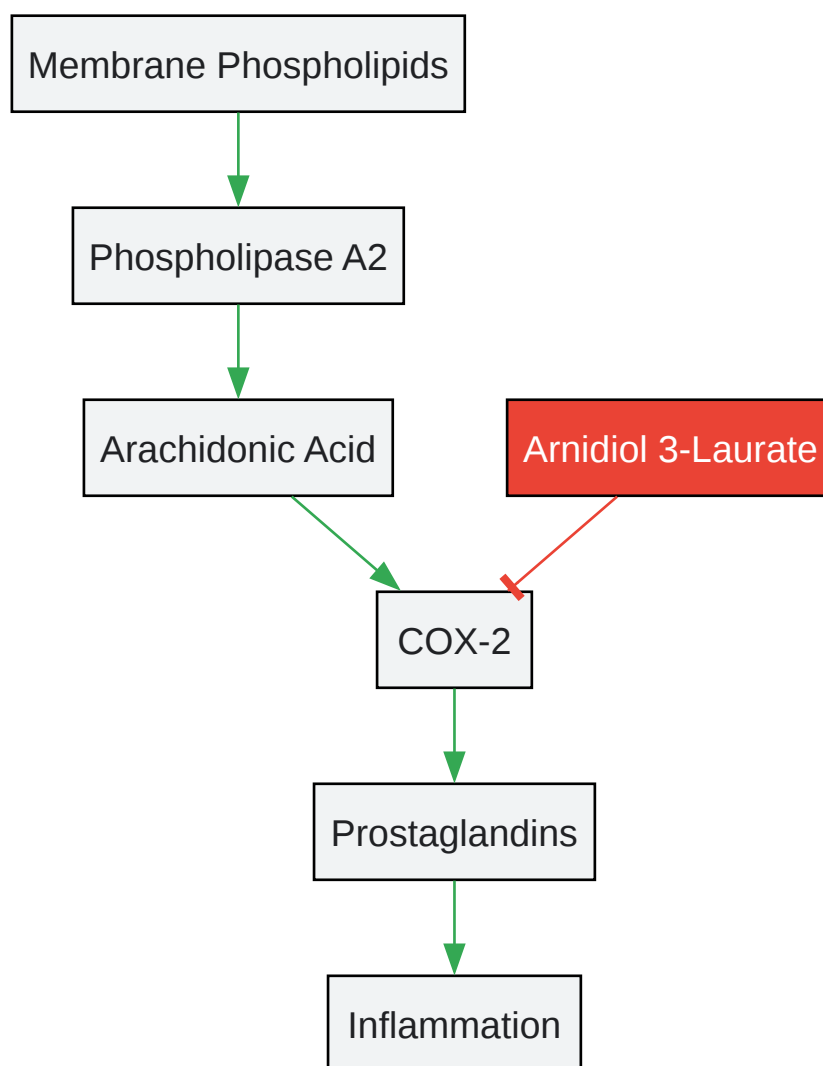 Membrane Phospholipids
Phospholipase A2
Arachidonic Acid
Arnidiol 3-Laurate
COX-2
Prostaglandins
Inflammation